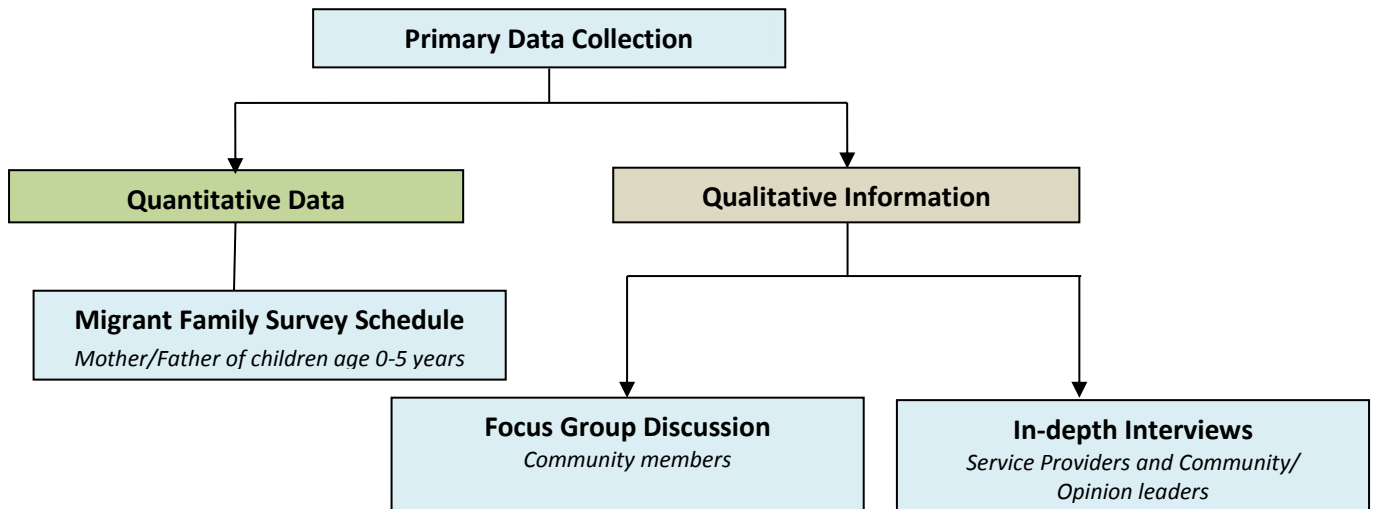 Primary Data Collection
Quantitative Data
Qualitative Information
Migrant Family Survey Schedule
Mother/Father of children age 0-5 years
Focus Group Discussion
Community members
In-depth Interviews
Service Providers and Community/
Opinion leaders